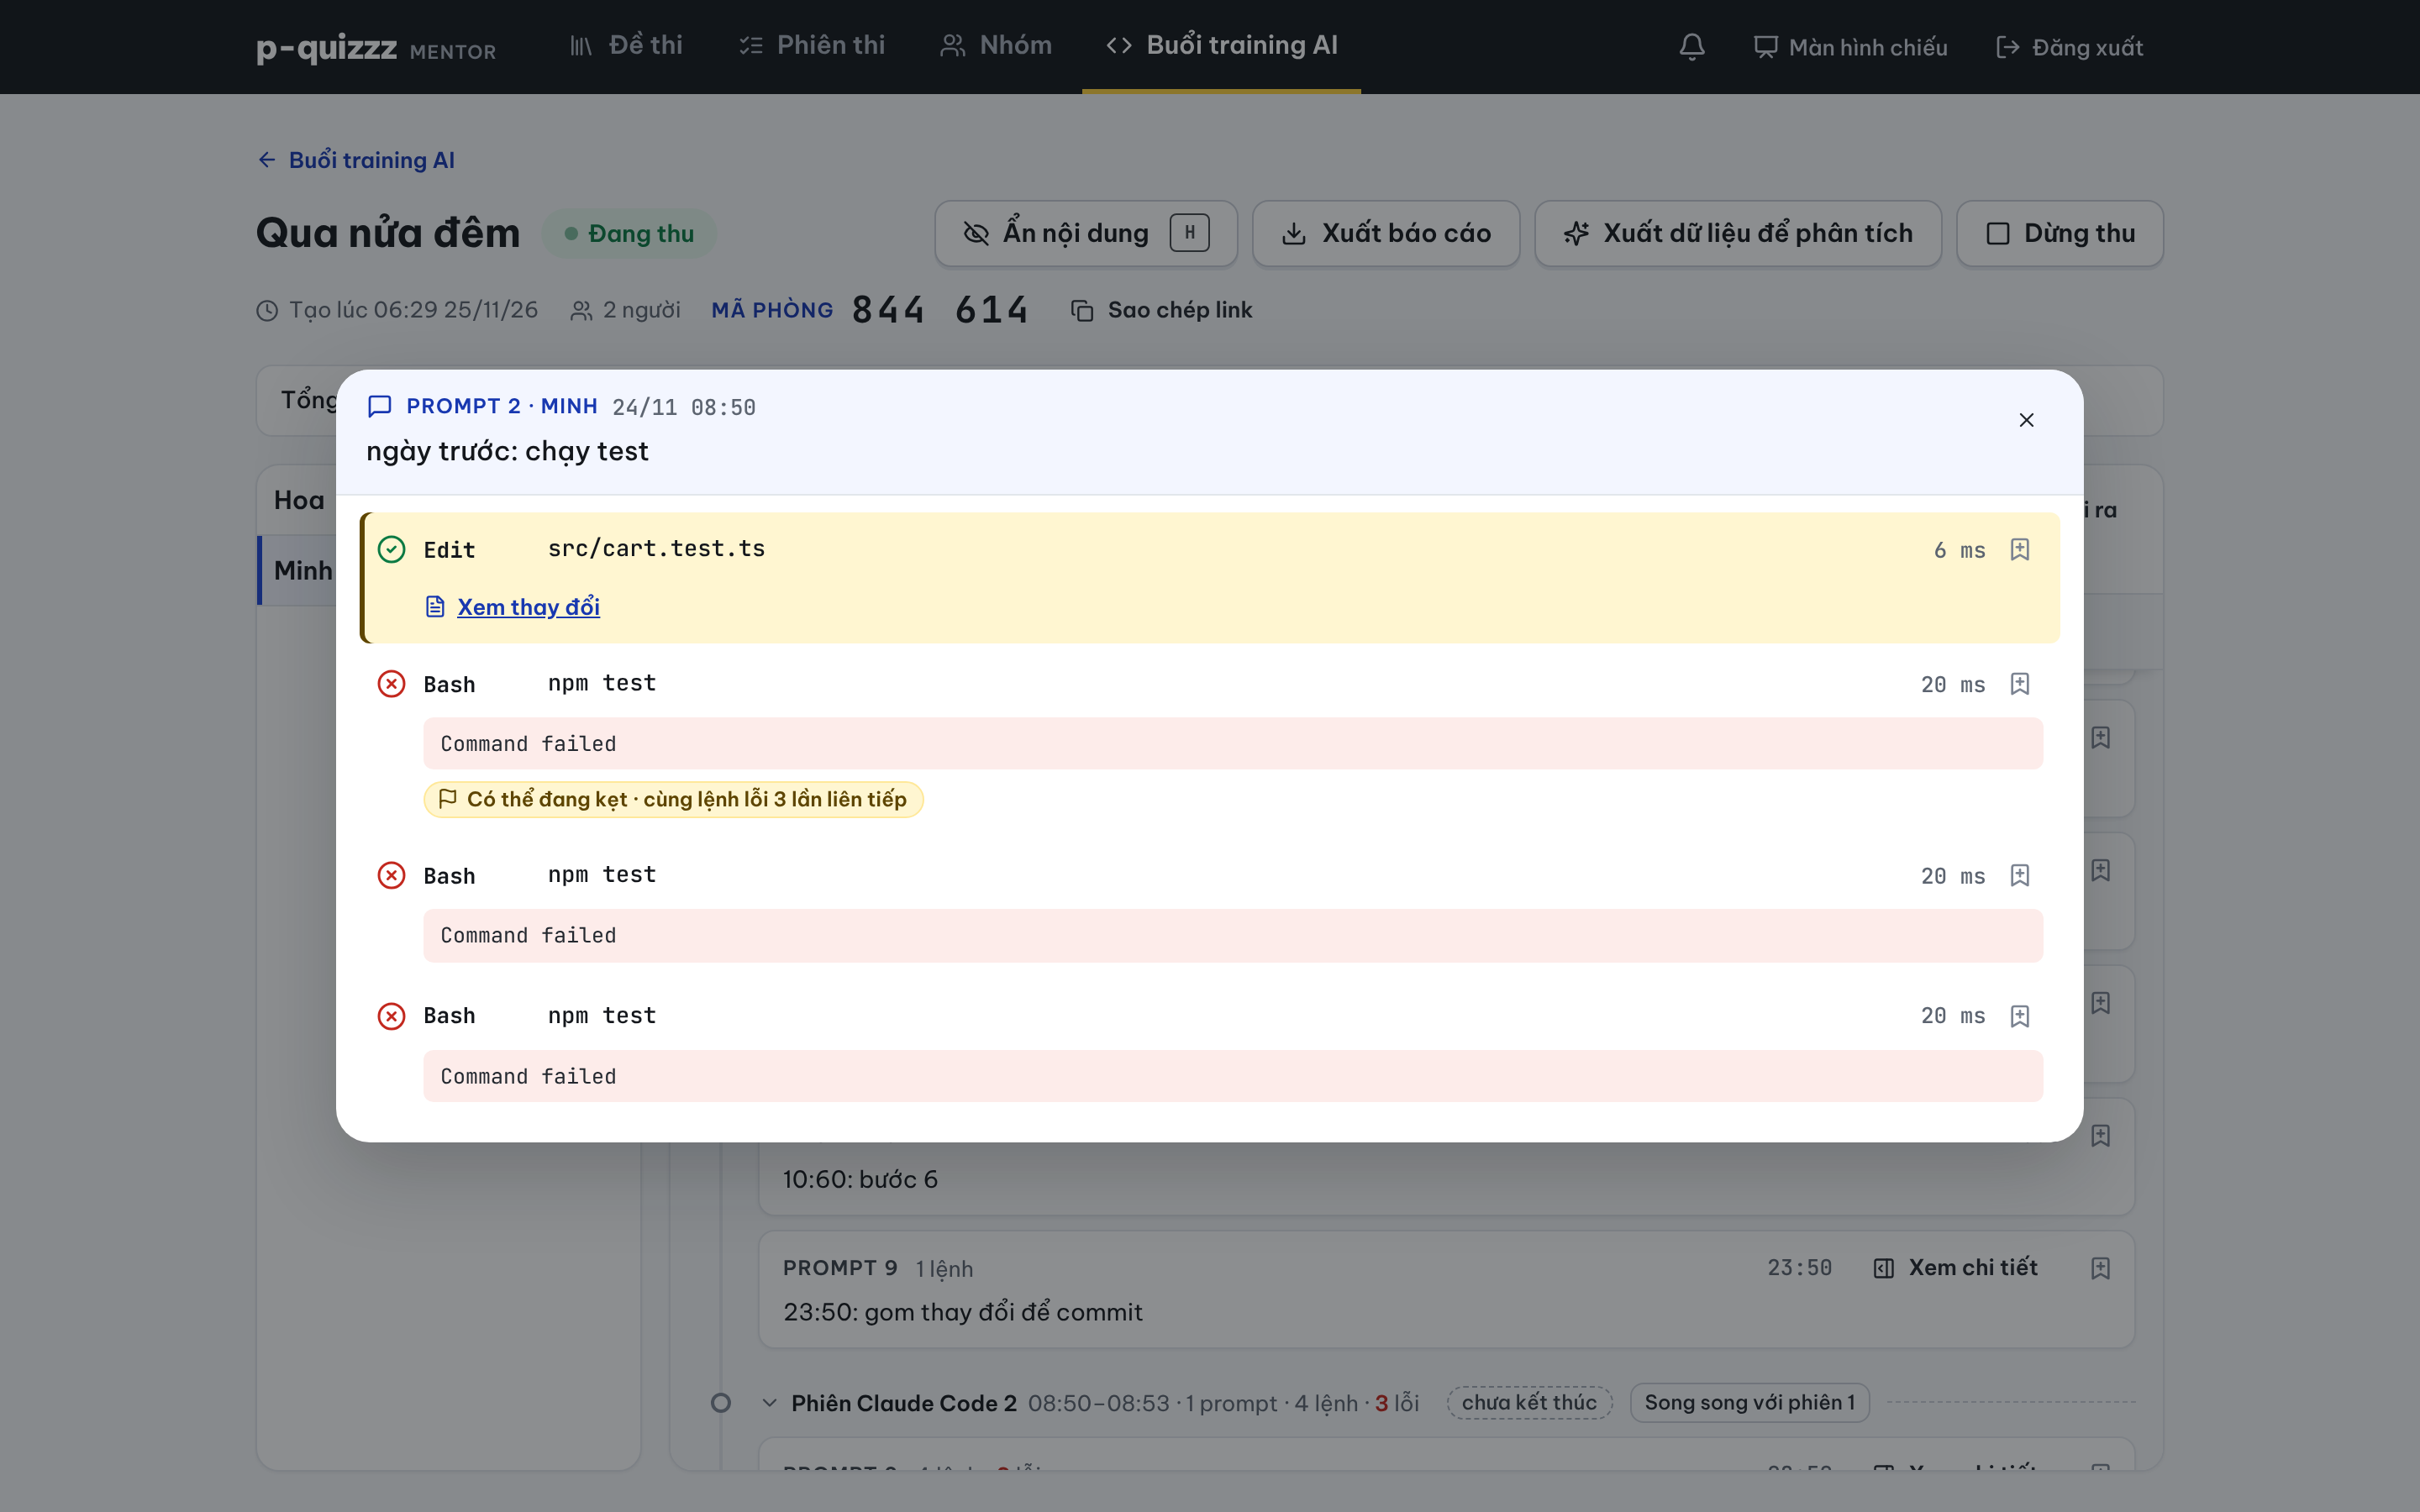 p-quizzz MENTOR Đề thi Phiên thi Nhóm Buổi training AI Màn hình chiếu Đăng xuất
Buổi training AI
Qua nửa đêm Đang thu Ẩn nội dung H Xuất báo cáo Xuất dữ liệu để phân tích Dừng thu
Tạo lúc 06:29 25/11/26 2 người MÃ PHÒNG 844 614 Sao chép link
Tổng
PROMPT 2 · MINH 24/11 08:50
ngày trước: chạy test
Hoa
Minh
i ra
Edit src/cart.test.ts 6 ms
Xem thay đổi
Bash npm test 20 ms
Command failed
Có thể đang kẹt · cùng lệnh lỗi 3 lần liên tiếp
Bash npm test 20 ms
Command failed
Bash npm test 20 ms
Command failed
10:60: bước 6
PROMPT 9 1 lệnh 23:50 Xem chi tiết
23:50: gom thay đổi để commit
Phiên Claude Code 2 08:50–08:53 · 1 prompt · 4 lệnh · 3 lỗi chưa kết thúc Song song với phiên 1